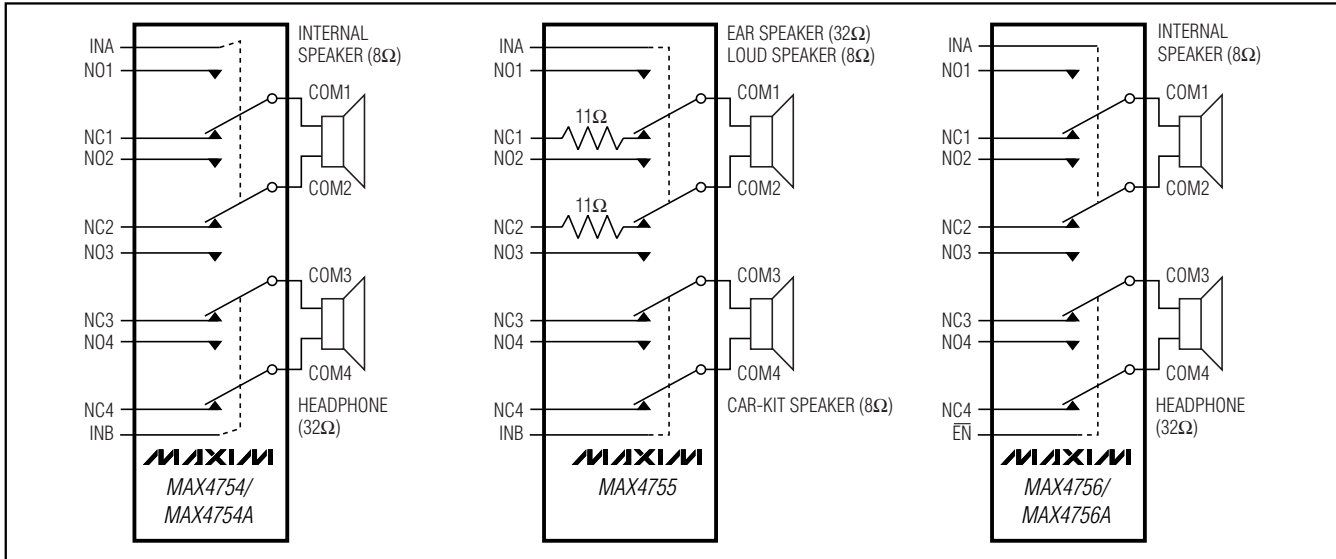 INA
NO1
NC1
NO2
NC2
NO3
NC3
NO4
NC4
INB
INTERNAL
SPEAKER (8Ω)
COM1
COM2
COM3
COM4
HEADPHONE
(32Ω)
MAXIM
MAX4754/
MAX4754A
INA
NO1
NC1
11Ω
NO2
NC2
11Ω
NO3
NC3
NO4
NC4
INB
EAR SPEAKER (32Ω)
LOUD SPEAKER (8Ω)
COM1
COM2
COM3
COM4
CAR-KIT SPEAKER (8Ω)
MAXIM
MAX4755
INA
NO1
NC1
NO2
NC2
NO3
NC3
NO4
NC4
E̅N̅
INTERNAL
SPEAKER (8Ω)
COM1
COM2
COM3
COM4
HEADPHONE
(32Ω)
MAXIM
MAX4756/
MAX4756A